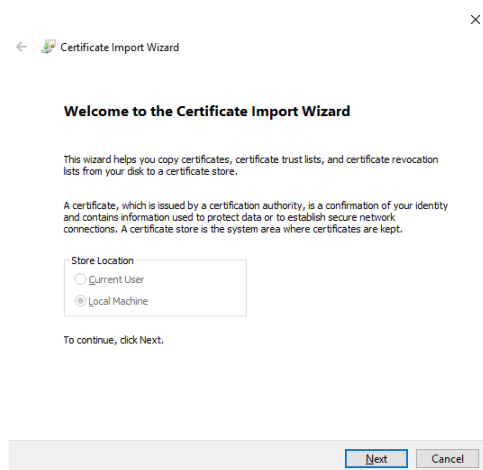 Certificate Import Wizard
Welcome to the Certificate Import Wizard
This wizard helps you copy certificates, certificate trust lists, and certificate revocation
lists from your disk to a certificate store.
A certificate, which is issued by a certification authority, is a confirmation of your identity
and contains information used to protect data or to establish secure network
connections. A certificate store is the system area where certificates are kept.
Store Location
Current User
Local Machine
To continue, click Next.
Next Cancel